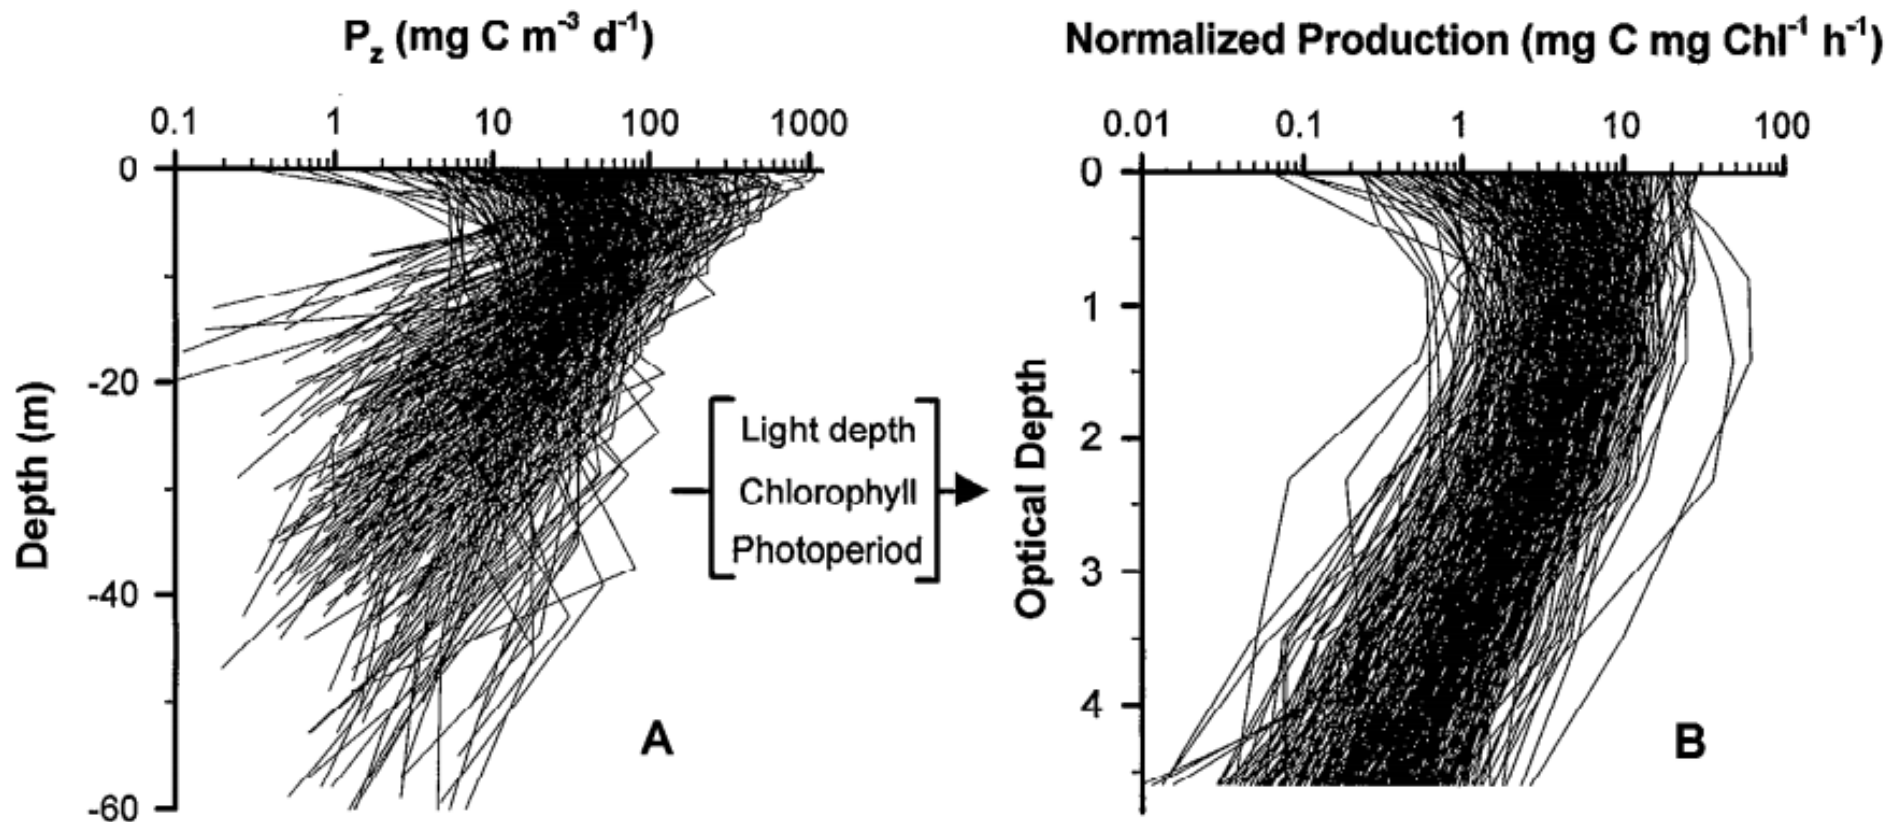 P_z (mg C m^-3 d^-1)
0.1 1 10 100 1000
0
-20
-40
-60
Depth (m)
A
Light depth
Chlorophyll
Photoperiod
Normalized Production (mg C mg Chl^-1 h^-1)
0.01 0.1 1 10 100
0
1
2
3
4
Optical Depth
B